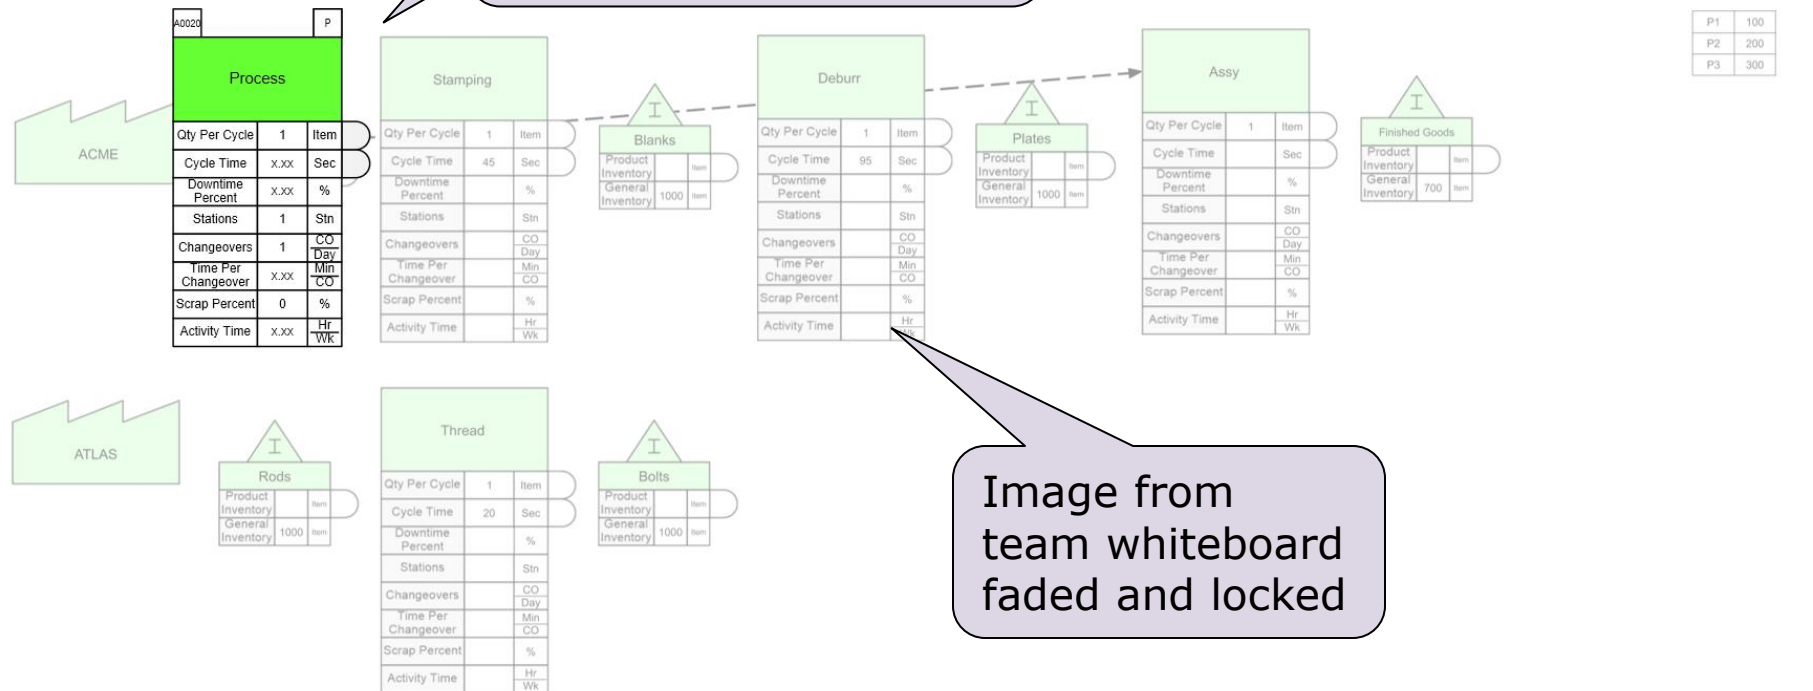 A0020 P
Process
Qty Per Cycle 1 Item
Cycle Time x.xx Sec
Downtime
Percent x.xx %
Stations 1 Stn
Changeovers 1 CO
Day
Time Per
Changeover x.xx Min
CO
Scrap Percent 0 %
Activity Time x.xx Hr
Wk
ACME
Stamping
Qty Per Cycle 1 Item
Cycle Time 45 Sec
Downtime
Percent %
Stations Stn
Changeovers CO
Day
Time Per
Changeover Min
CO
Scrap Percent %
Activity Time Hr
Wk
I
Blanks
Product
Inventory Item
General
Inventory 1000 Item
Deburr
Qty Per Cycle 1 Item
Cycle Time 95 Sec
Downtime
Percent %
Stations Stn
Changeovers CO
Day
Time Per
Changeover Min
CO
Scrap Percent %
Activity Time Hr
Wk
I
Plates
Product
Inventory Item
General
Inventory 1000 Item
Assy
Qty Per Cycle 1 Item
Cycle Time Sec
Downtime
Percent %
Stations Stn
Changeovers CO
Day
Time Per
Changeover Min
CO
Scrap Percent %
Activity Time Hr
Wk
I
Finished Goods
Product
Inventory Item
General
Inventory 700 Item
P1 100
P2 200
P3 300
ATLAS
I
Rods
Product
Inventory Item
General
Inventory 1000 Item
Thread
Qty Per Cycle 1 Item
Cycle Time 20 Sec
Downtime
Percent %
Stations Stn
Changeovers CO
Day
Time Per
Changeover Min
CO
Scrap Percent %
Activity Time Hr
Wk
I
Bolts
Product
Inventory Item
General
Inventory 1000 Item
Image from
team whiteboard
faded and locked